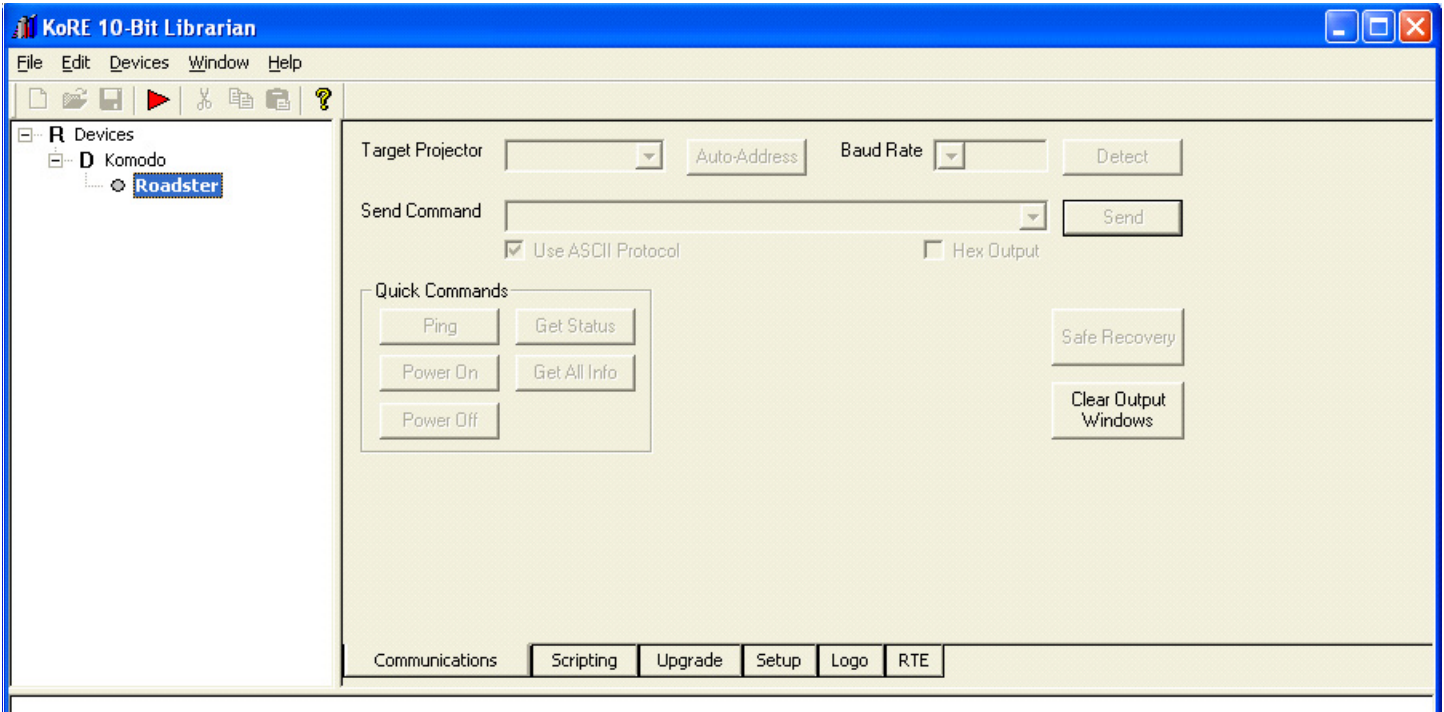 KoRE 10-Bit Librarian
File Edit Devices Window Help
R Devices
D Komodo
Roadster
Target Projector
Auto-Address
Baud Rate
Detect
Send Command
Send
Use ASCII Protocol
Hex Output
Quick Commands
Ping
Get Status
Power On
Get All Info
Power Off
Safe Recovery
Clear Output
Windows
Communications
Scripting
Upgrade
Setup
Logo
RTE